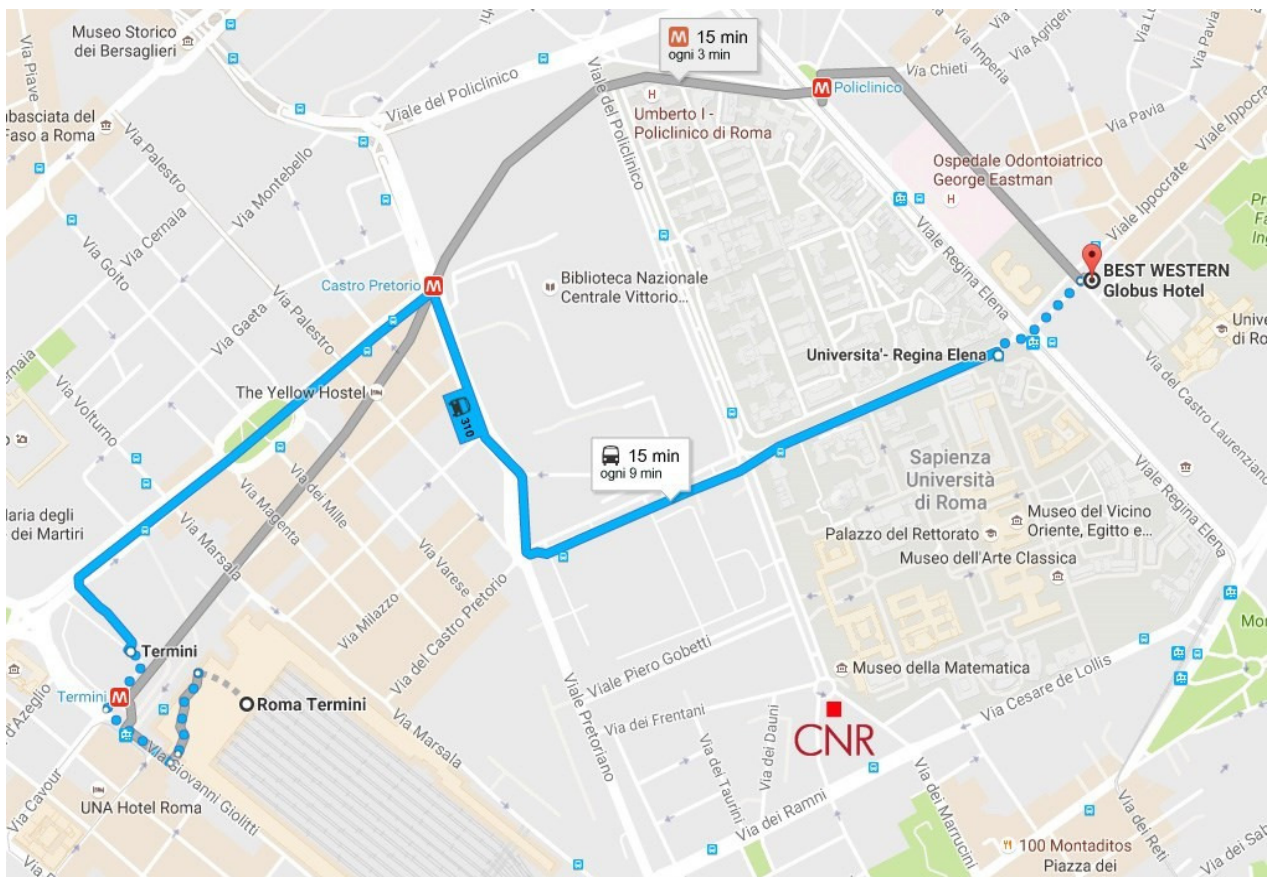 Museo Storico
dei Bersaglieri
Via Piave
Via Palestro
Via Montebello
Via Cernaia
Via Goito
Via Gaeta
Via Palestro
Via Volturno
Viale del Policlinico
M 15 min
ogni 3 min
Viale del Policlinico
Umberto I -
Policlinico di Roma
M Policlinico
Via Chieti
Via Imperia
Via Agrigen
Via Pavia
Via Pavia
Viale Ippocrate
Viale Ippocrate
Ospedale Odontoiatrico
George Eastman
Viale Regina Elena
BEST WESTERN
Globus Hotel
Castro Pretorio M
Biblioteca Nazionale
Centrale Vittorio...
Universita'- Regina Elena
The Yellow Hostel
310
15 min
ogni 9 min
Via dei Mille
Via Magenta
Via Marsala
Via Milazzo
Via Varese
Via del Castro Pretorio
Sapienza
Università
di Roma
Via del Castro Laurenziano
Viale Regina Elena
Palazzo del Rettorato
Museo del Vicino
Oriente, Egitto e...
Museo dell'Arte Classica
Termini
Termini M
Roma Termini
Via Marsala
Viale Pretoriano
Viale Piero Gobetti
Via dei Frentani
Via dei Dauni
Via dei Taurini
Museo della Matematica
Via Cesare de Lollis
CNR
Via Cavour
UNA Hotel Roma
Via Giovanni Giolitti
Via dei Ramni
Via dei Marrucini
Via dei Reti
100 Montaditos
Piazza dei